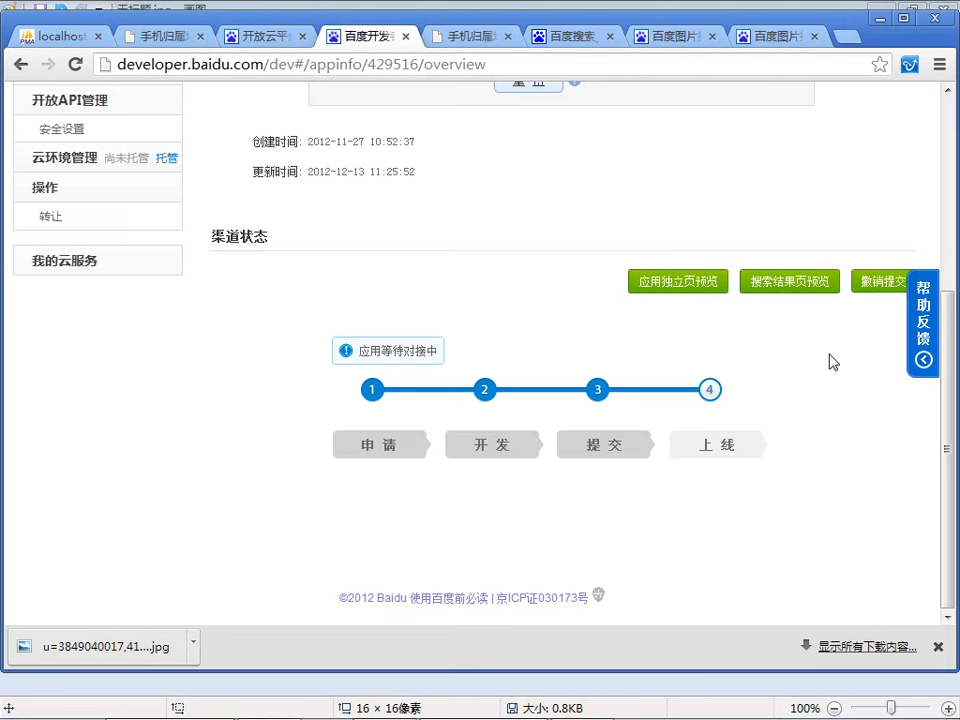 localhost
手机归属
开放云平
百度开发
手机归属
百度搜索_
百度图片
百度图片
developer.baidu.com/dev#/appinfo/429516/overview
开放API管理
安全设置
云环境管理 尚未托管 托管
操作
转让
我的云服务
创建时间: 2012-11-27 10:52:37
更新时间: 2012-12-13 11:25:52
渠道状态
应用独立页预览 搜索结果页预览 撤销提交
帮助反馈
应用等待对接中
1 2 3 4
申 请 开 发 提 交 上 线
©2012 Baidu 使用百度前必读 | 京ICP证030173号
u=3849040017,41....jpg
显示所有下载内容...
16 × 16像素
大小: 0.8KB
100%